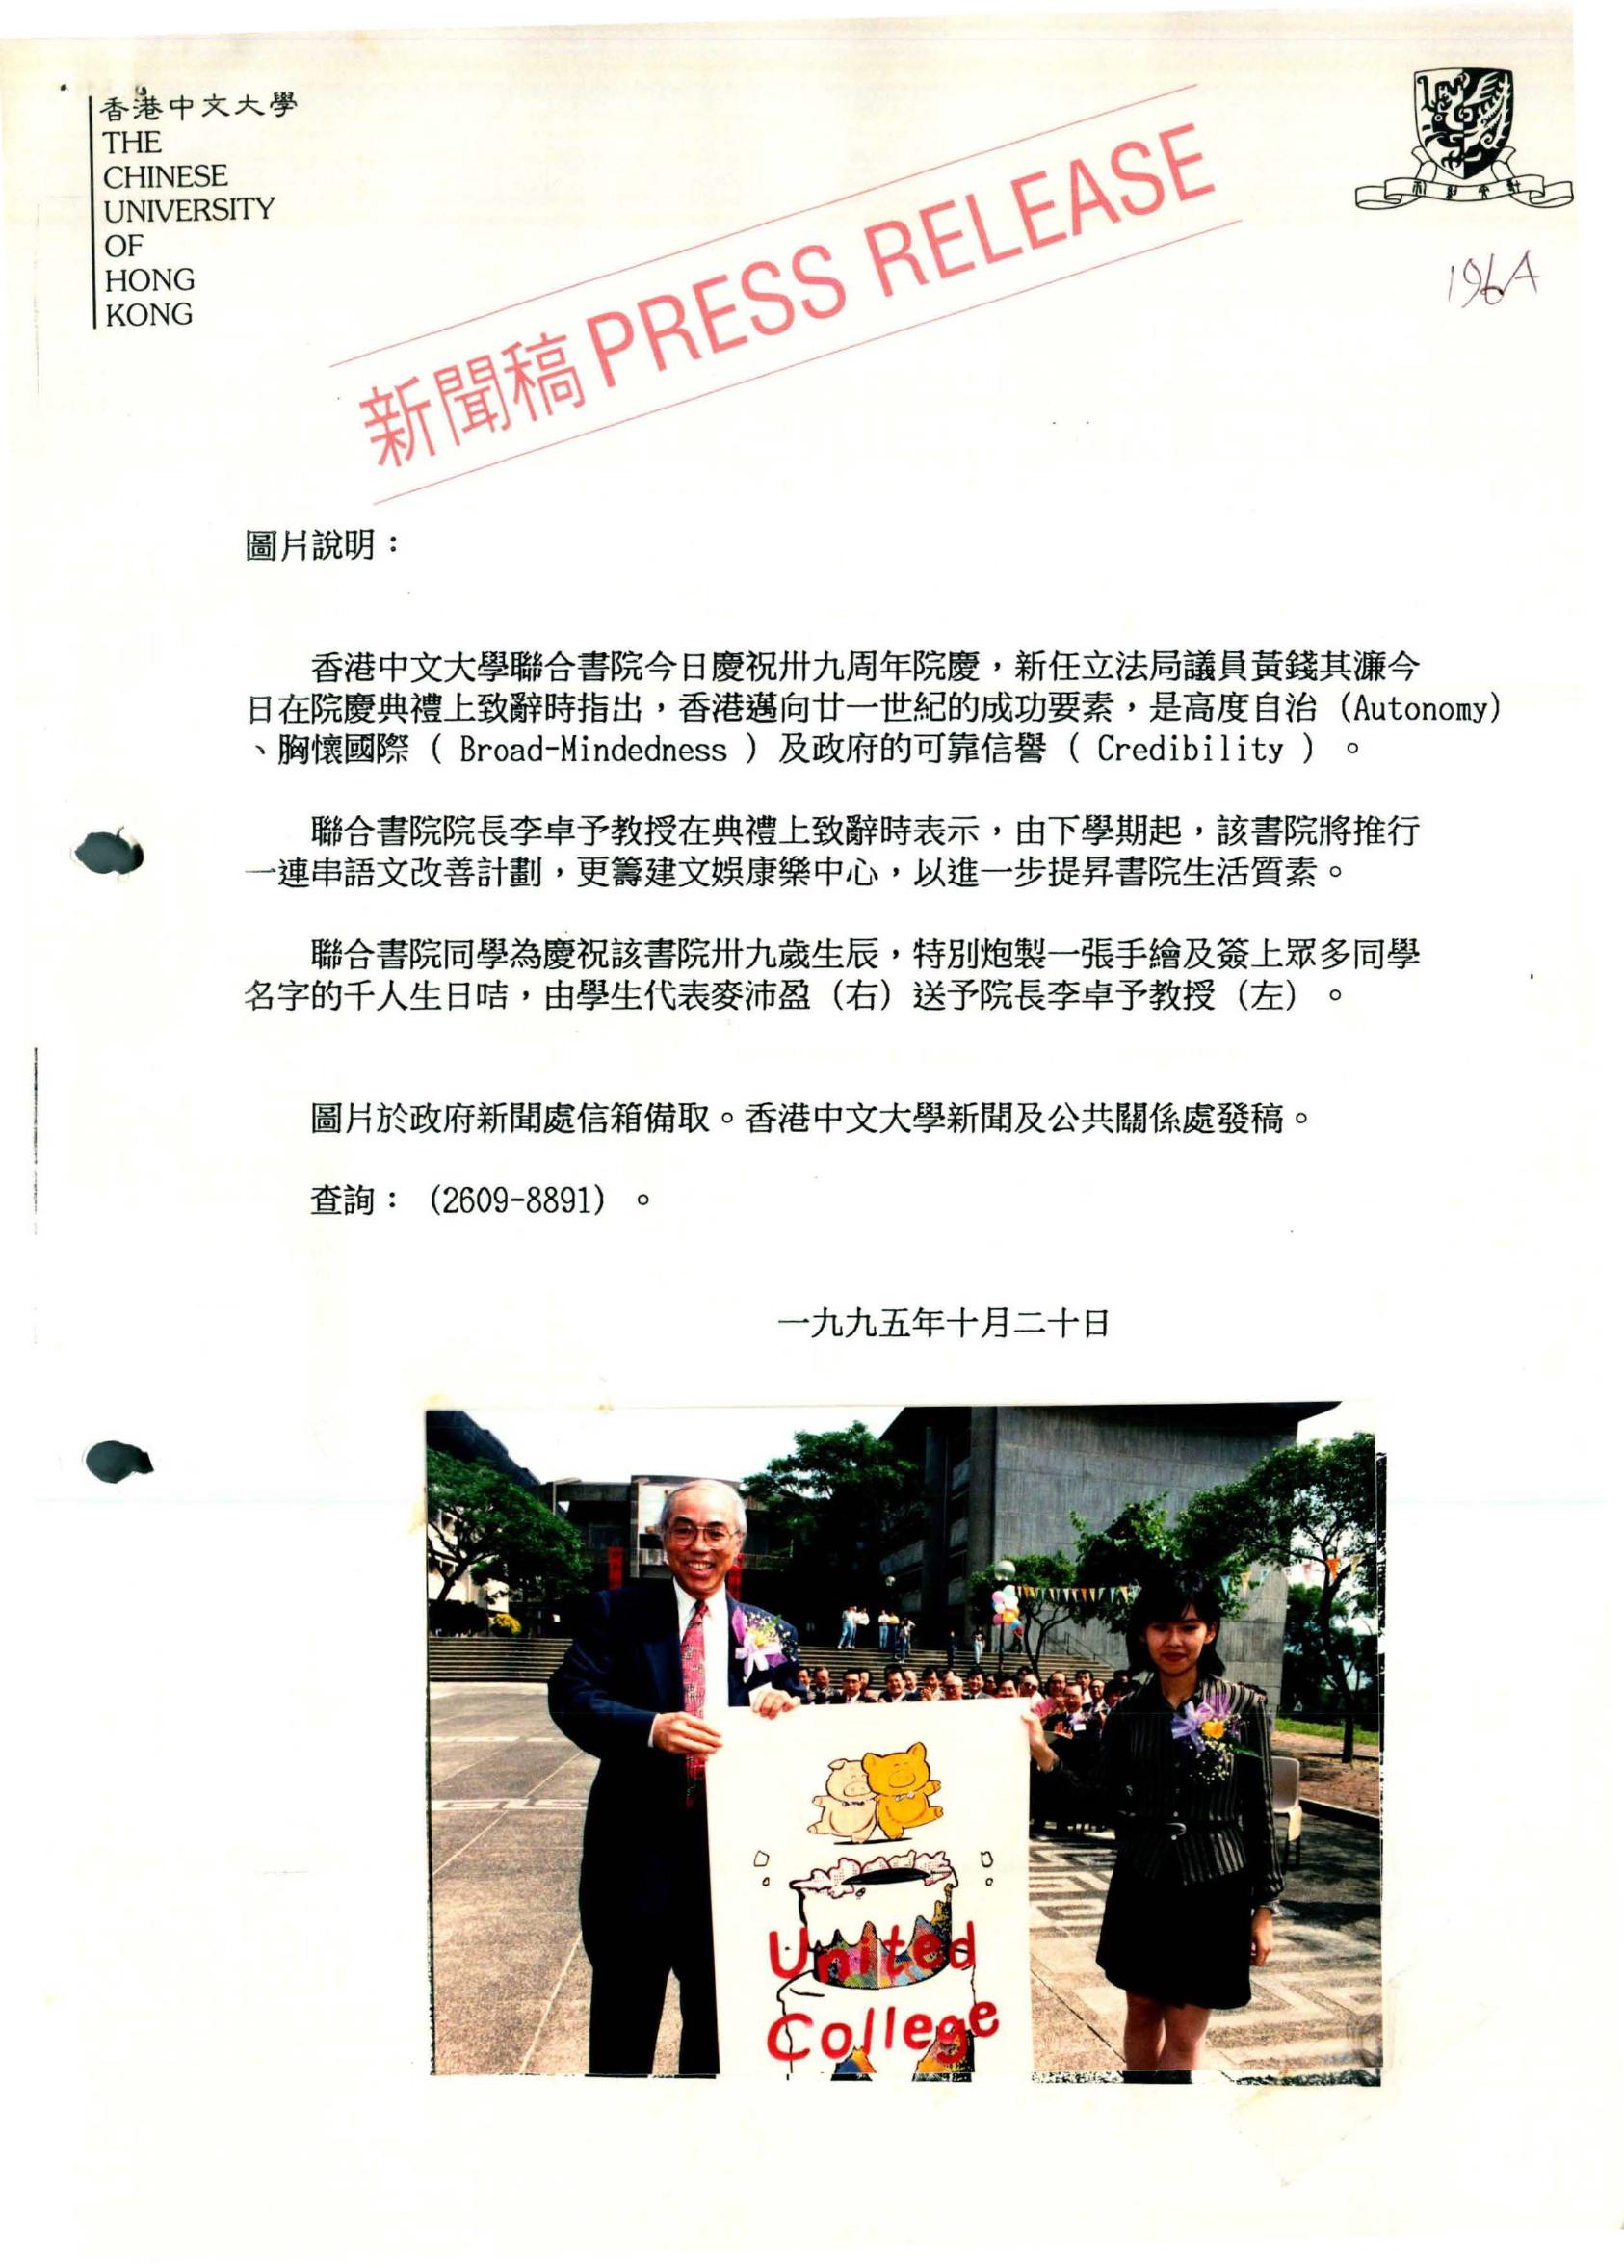 香港中文大學
THE
CHINESE
UNIVERSITY
OF
HONG
KONG
新聞稿 PRESS RELEASE
196A
圖片說明：
香港中文大學聯合書院今日慶祝卅九周年院慶，新任立法局議員黃錢其濂今
日在院慶典禮上致辭時指出，香港邁向廿一世紀的成功要素，是高度自治（Autonomy）
、胸懷國際（ Broad-Mindedness ）及政府的可靠信譽（ Credibility ）。
聯合書院院長李卓予教授在典禮上致辭時表示，由下學期起，該書院將推行
一連串語文改善計劃，更籌建文娛康樂中心，以進一步提昇書院生活質素。
聯合書院同學為慶祝該書院卅九歲生辰，特別炮製一張手繪及簽上眾多同學
名字的千人生日咭，由學生代表麥沛盈（右）送予院長李卓予教授（左）。
圖片於政府新聞處信箱備取。香港中文大學新聞及公共關係處發稿。
查詢：（2609-8891）。
一九九五年十月二十日
United
College